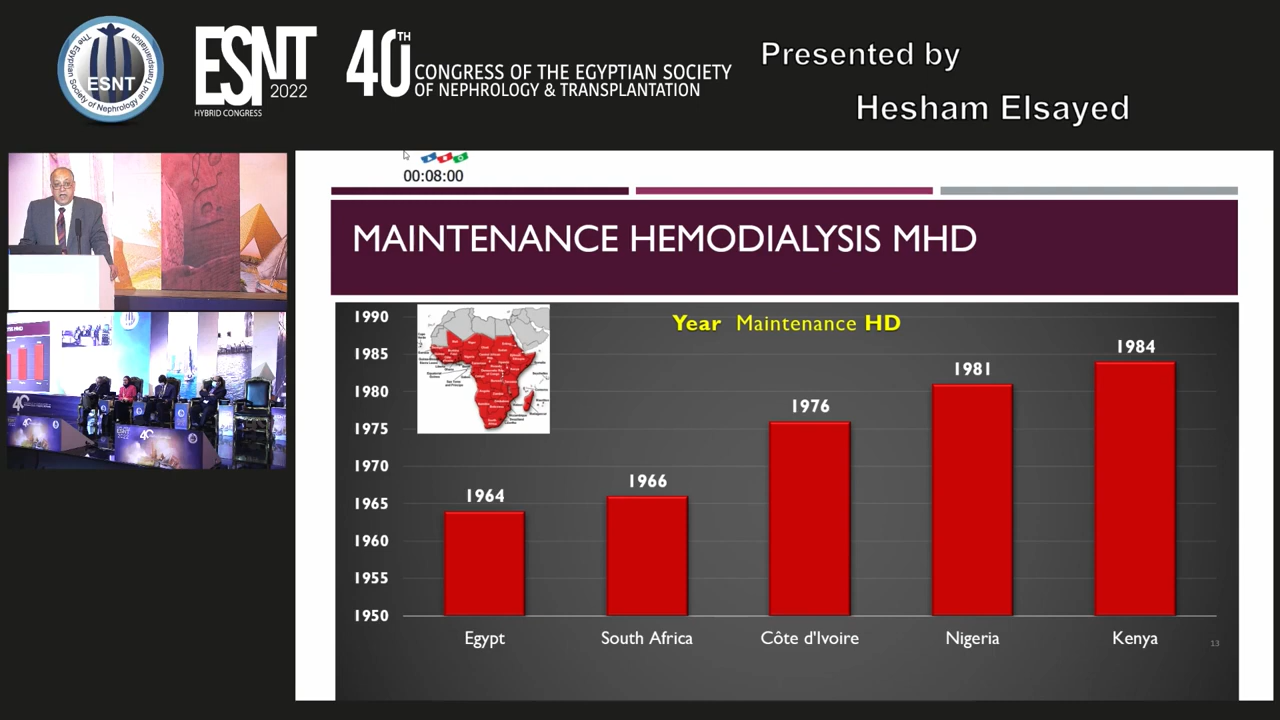 The Egyptian Society of Nephrology and Transplantation
ESNT
ESNT
2022
HYBRID CONGRESS
40TH
CONGRESS OF THE EGYPTIAN SOCIETY
OF NEPHROLOGY & TRANSPLANTATION
Presented by
Hesham Elsayed
00:08:00
MAINTENANCE HEMODIALYSIS MHD
Year Maintenance HD
1990
1985
1980
1975
1970
1965
1960
1955
1950
1964
1966
1976
1981
1984
Egypt
South Africa
Côte d'Ivoire
Nigeria
Kenya
13